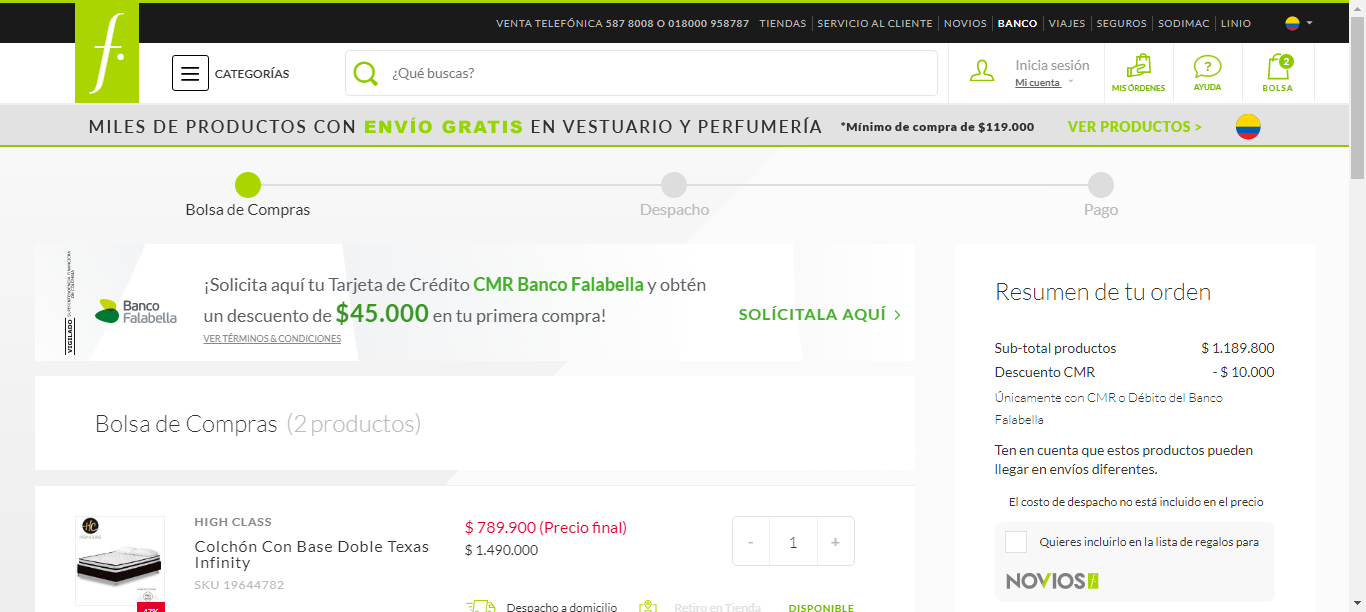 VENTA TELEFÓNICA 587 8008 O 018000 958787 TIENDAS SERVICIO AL CLIENTE NOVIOS BANCO VIAJES SEGUROS SODIMAC LINIO
f.
CATEGORÍAS
¿Qué buscas?
Inicia sesión
Mi cuenta
MIS ÓRDENES
AYUDA
2
BOLSA
MILES DE PRODUCTOS CON ENVÍO GRATIS EN VESTUARIO Y PERFUMERÍA *Mínimo de compra de $119.000 VER PRODUCTOS >
Bolsa de Compras
Despacho
Pago
VIGILADO
Banco
Falabella
¡Solicita aquí tu Tarjeta de Crédito CMR Banco Falabella y obtén
un descuento de $45.000 en tu primera compra!
VER TÉRMINOS & CONDICIONES
SOLÍCITALA AQUÍ >
Bolsa de Compras (2 productos)
HC
HIGH CLASS
Colchón Con Base Doble Texas
Infinity
SKU 19644782
47%
$ 789.900 (Precio final)
$ 1.490.000
- 1 +
Despacho a domicilio
Retiro en Tienda
DISPONIBLE
Resumen de tu orden
Sub-total productos $ 1.189.800
Descuento CMR - $ 10.000
Únicamente con CMR o Débito del Banco
Falabella
Ten en cuenta que estos productos pueden
llegar en envíos diferentes.
El costo de despacho no está incluido en el precio
Quieres incluirlo en la lista de regalos para
NOVIOS f